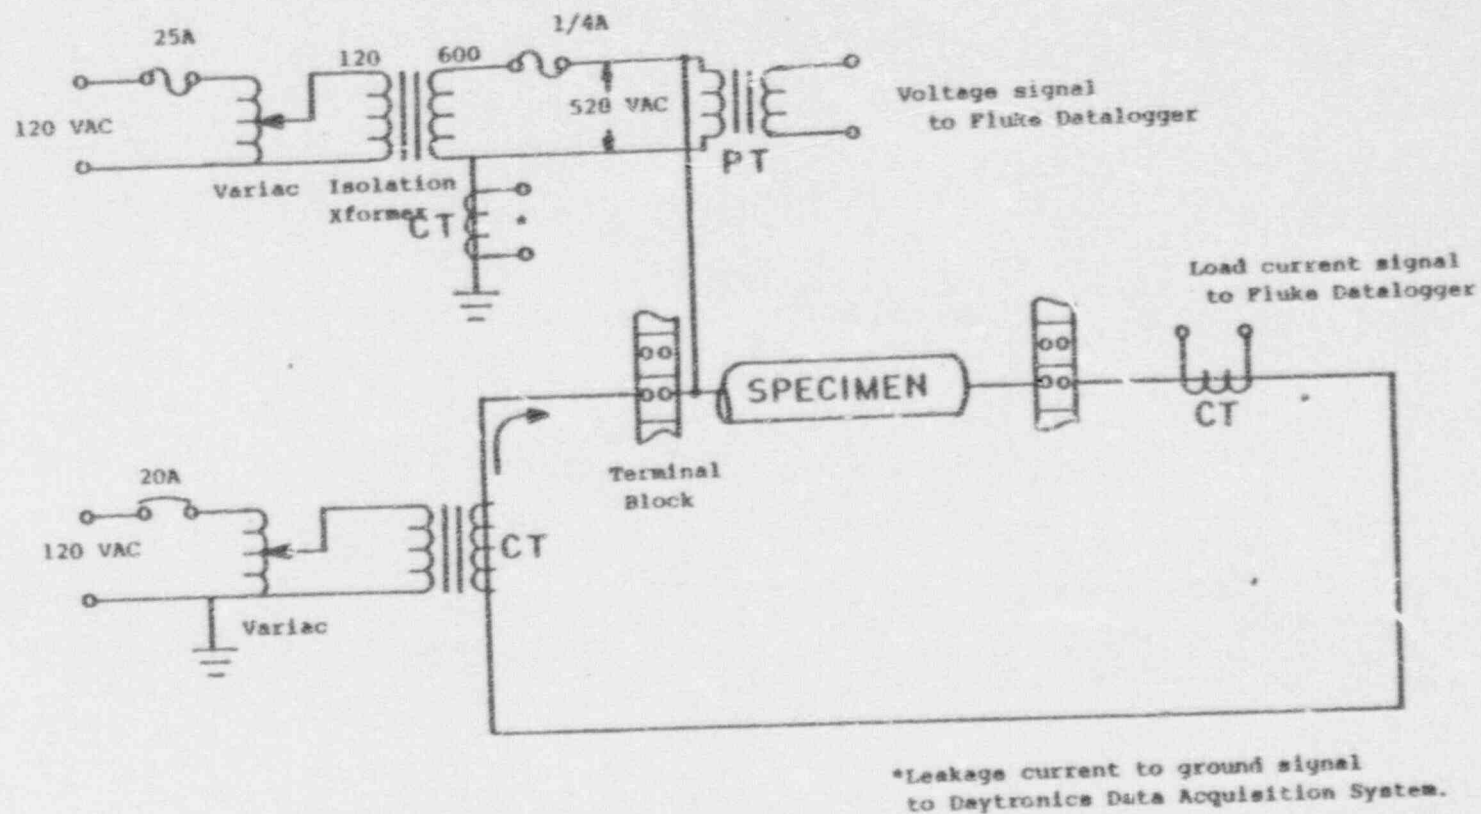 25A
1/4A
120
600
120 VAC
520 VAC
Voltage signal
to Fluke Datalogger
PT
Variac
Isolation
Xformer
CT
*
Load current signal
to Fluke Datalogger
SPECIMEN
CT
20A
Terminal
Block
120 VAC
CT
Variac
*Leakage current to ground signal
to Daytronics Data Acquisition System.